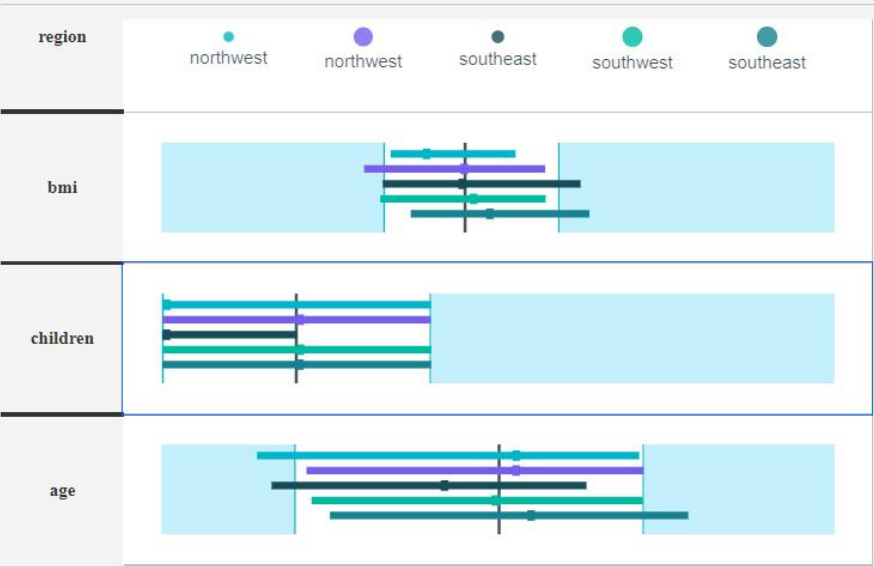 region
northwest
northwest
southeast
southwest
southeast
bmi
children
age